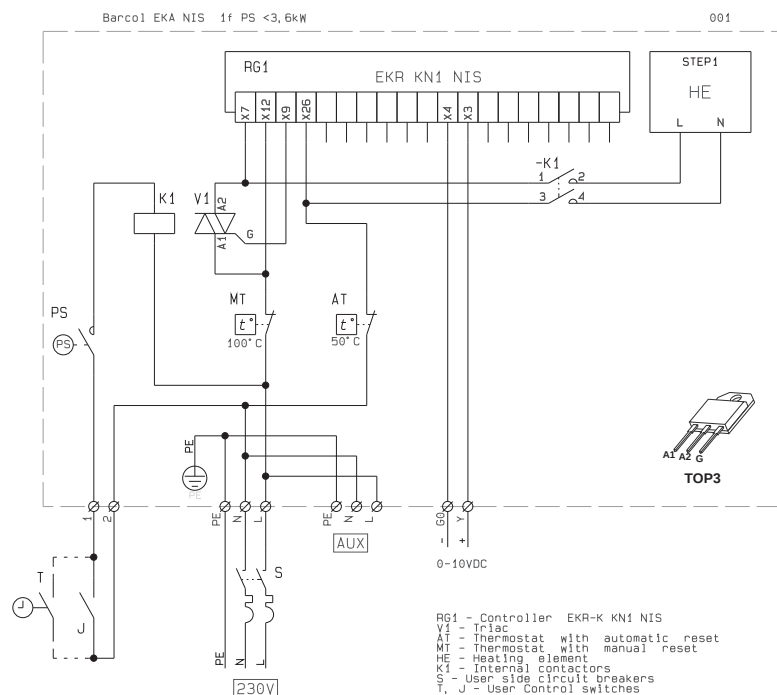 Barcol EKA NIS 1f PS <3,6kW
001
RG1
EKR KN1 NIS
X7 X12 X9 X26 X4 X3
STEP1
HE
L N
-K1
1 2
3 4
K1
V1
A2
A1
G
MT
t°
100°C
AT
t°
50°C
PS
PS
PE
PE
A1 A2 G
TOP3
1 2 PE N L PE N L G0 Y
AUX
- +
0-10VDC
T
J
S
PE N L
230V
RG1 - Controller EKR-K KN1 NIS
V1 - Triac
AT - Thermostat with automatic reset
MT - Thermostat with manual reset
HE - Heating element
K1 - Internal contactors
S - User side circuit breakers
T, J - User Control switches